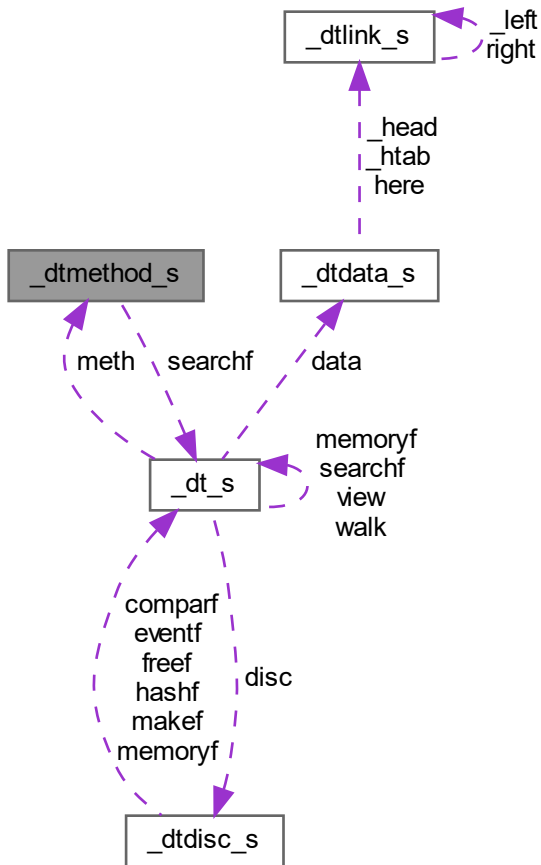 _dtlink_s
_left
right
_head
_htab
here
_dtmethod_s
_dtdata_s
meth
searchf
data
_dt_s
memoryf
searchf
view
walk
comparf
eventf
freef
hashf
makef
memoryf
disc
_dtdisc_s